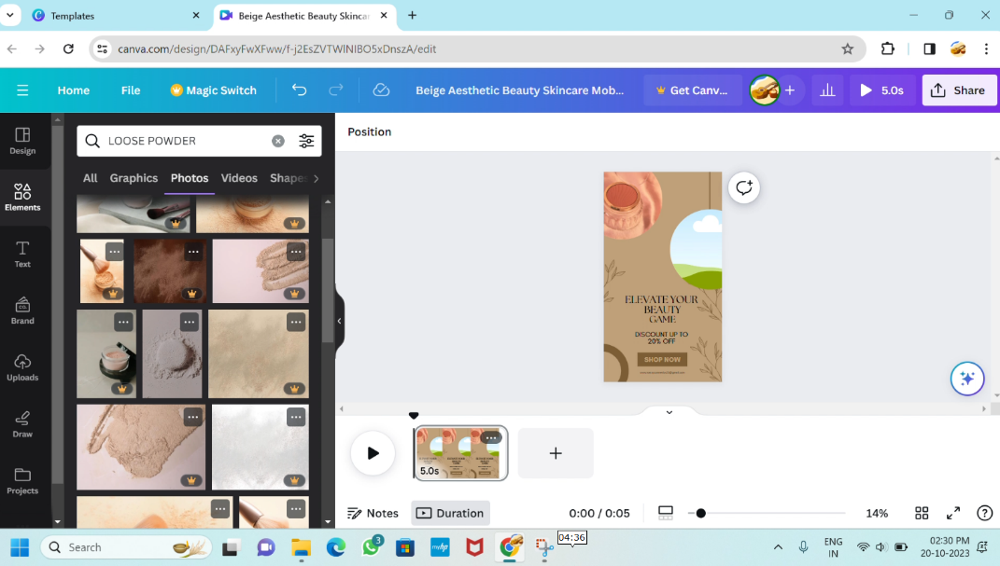 Templates
Beige Aesthetic Beauty Skincar
canva.com/design/DAFxyFwXFww/f-j2EsZVTWINIBO5xDnszA/edit
Home File Magic Switch Beige Aesthetic Beauty Skincare Mob... Get Canv... 5.0s Share
Design
Elements
Text
Brand
Uploads
Draw
Projects
LOOSE POWDER
All Graphics Photos Videos Shapes
Position
ELEVATE YOUR
BEAUTY
GAME
DISCOUNT UP TO
20% OFF
SHOP NOW
5.0s
Notes Duration 0:00 / 0:05 14%
Search
3
myhp
04:36
ENG
IN
02:30 PM
20-10-2023